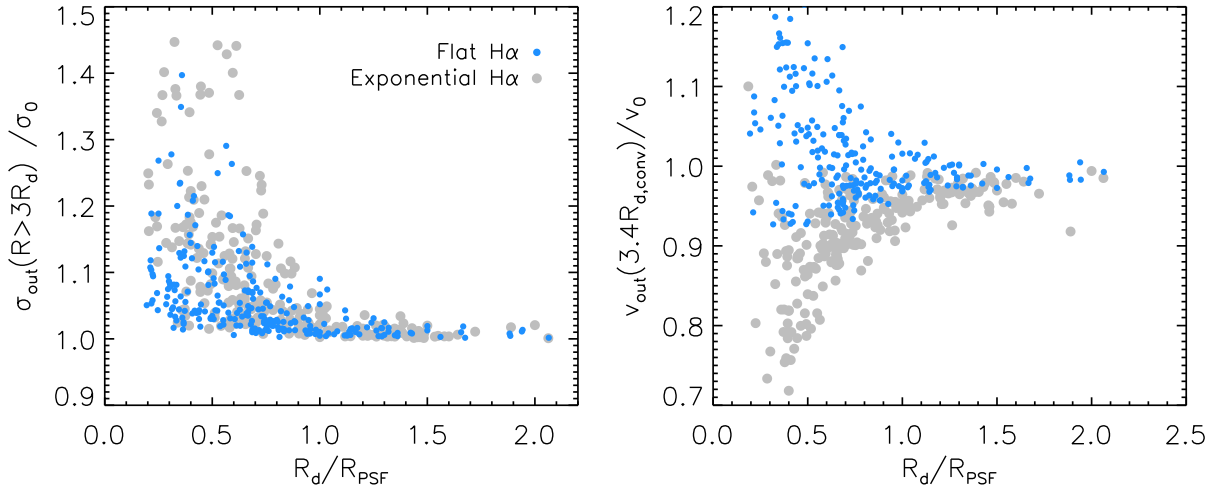 σout(R>3Rd) /σ0
1.5
1.4
1.3
1.2
1.1
1.0
0.9
Flat Hα
Exponential Hα
0.0 0.5 1.0 1.5 2.0
Rd/RPSF
vout(3.4Rd,conv)/v0
1.2
1.1
1.0
0.9
0.8
0.7
0.0 0.5 1.0 1.5 2.0 2.5
Rd/RPSF